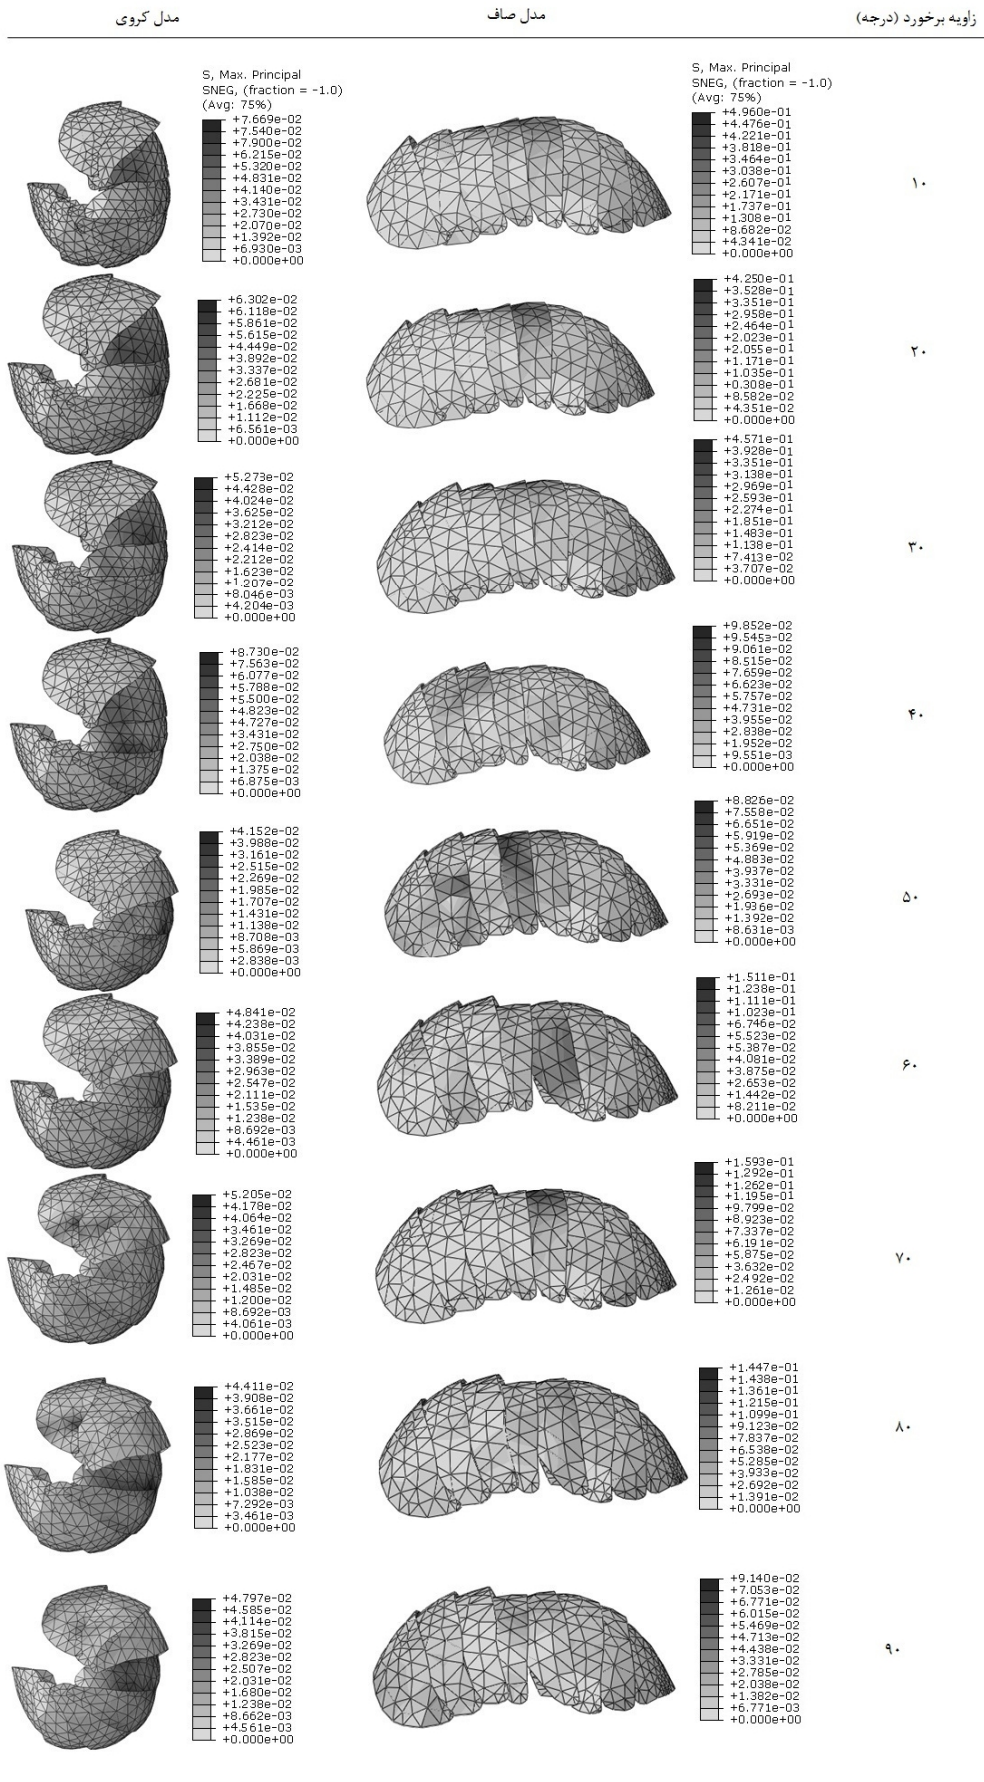 زاویه برخورد (درجه)
مدل صاف
مدل کروی
۱۰
S, Max. Principal
SNEG, (fraction = -1.0)
(Avg: 75%)
+4.960e-01
+4.476e-01
+4.221e-01
+3.818e-01
+3.464e-01
+3.038e-01
+2.607e-01
+2.171e-01
+1.737e-01
+1.308e-01
+8.682e-02
+4.341e-02
+0.000e+00
S, Max. Principal
SNEG, (fraction = -1.0)
(Avg: 75%)
+7.669e-02
+7.540e-02
+7.900e-02
+6.215e-02
+5.320e-02
+4.831e-02
+4.140e-02
+3.431e-02
+2.730e-02
+2.070e-02
+1.392e-02
+6.930e-03
+0.000e+00
۲۰
+4.250e-01
+3.528e-01
+3.351e-01
+2.958e-01
+2.464e-01
+2.023e-01
+2.055e-01
+1.171e-01
+1.035e-01
+0.308e-01
+8.582e-02
+4.351e-02
+0.000e+00
+6.302e-02
+6.118e-02
+5.861e-02
+5.615e-02
+4.449e-02
+3.892e-02
+3.337e-02
+2.681e-02
+2.225e-02
+1.668e-02
+1.112e-02
+6.561e-03
+0.000e+00
۳۰
+4.571e-01
+3.928e-01
+3.351e-01
+3.138e-01
+2.969e-01
+2.593e-01
+2.274e-01
+1.851e-01
+1.483e-01
+1.138e-01
+7.413e-02
+3.707e-02
+0.000e+00
+5.273e-02
+4.428e-02
+4.024e-02
+3.625e-02
+3.212e-02
+2.823e-02
+2.414e-02
+2.212e-02
+1.623e-02
+1.207e-02
+8.046e-03
+4.204e-03
+0.000e+00
۴۰
+9.852e-02
+9.545e-02
+9.061e-02
+8.515e-02
+7.659e-02
+6.623e-02
+5.757e-02
+4.731e-02
+3.955e-02
+2.838e-02
+1.952e-02
+9.551e-03
+0.000e+00
+8.730e-02
+7.563e-02
+6.077e-02
+5.788e-02
+5.500e-02
+4.823e-02
+4.727e-02
+3.431e-02
+2.750e-02
+2.038e-02
+1.375e-02
+6.875e-03
+0.000e+00
۵۰
+8.826e-02
+7.558e-02
+6.651e-02
+5.919e-02
+5.369e-02
+4.883e-02
+3.937e-02
+3.331e-02
+2.693e-02
+1.936e-02
+1.392e-02
+8.631e-03
+0.000e+00
+4.152e-02
+3.988e-02
+3.161e-02
+2.515e-02
+2.269e-02
+1.985e-02
+1.707e-02
+1.431e-02
+1.138e-02
+8.708e-03
+5.869e-03
+2.838e-03
+0.000e+00
۶۰
+1.511e-01
+1.238e-01
+1.111e-01
+1.023e-01
+6.746e-02
+5.523e-02
+5.387e-02
+4.081e-02
+3.875e-02
+2.653e-02
+1.442e-02
+8.211e-02
+0.000e+00
+4.841e-02
+4.238e-02
+4.031e-02
+3.855e-02
+3.389e-02
+2.963e-02
+2.547e-02
+2.111e-02
+1.535e-02
+1.238e-02
+8.692e-03
+4.461e-03
+0.000e+00
۷۰
+1.593e-01
+1.292e-01
+1.262e-01
+1.195e-01
+9.799e-02
+8.923e-02
+7.337e-02
+6.191e-02
+5.875e-02
+3.632e-02
+2.492e-02
+1.261e-02
+0.000e+00
+5.205e-02
+4.178e-02
+4.064e-02
+3.461e-02
+3.269e-02
+2.823e-02
+2.467e-02
+2.031e-02
+1.485e-02
+1.200e-02
+8.692e-03
+4.061e-03
+0.000e+00
۸۰
+1.447e-01
+1.438e-01
+1.361e-01
+1.215e-01
+1.099e-01
+9.123e-02
+7.837e-02
+6.538e-02
+5.285e-02
+3.933e-02
+2.692e-02
+1.391e-02
+0.000e+00
+4.411e-02
+3.908e-02
+3.661e-02
+3.515e-02
+2.869e-02
+2.523e-02
+2.177e-02
+1.831e-02
+1.585e-02
+1.038e-02
+7.292e-03
+3.461e-03
+0.000e+00
۹۰
+9.140e-02
+7.053e-02
+6.771e-02
+6.015e-02
+5.469e-02
+4.713e-02
+4.438e-02
+3.331e-02
+2.785e-02
+2.038e-02
+1.382e-02
+6.771e-03
+0.000e+00
+4.797e-02
+4.585e-02
+4.114e-02
+3.815e-02
+3.269e-02
+2.823e-02
+2.507e-02
+2.031e-02
+1.680e-02
+1.238e-02
+8.662e-03
+4.561e-03
+0.000e+00